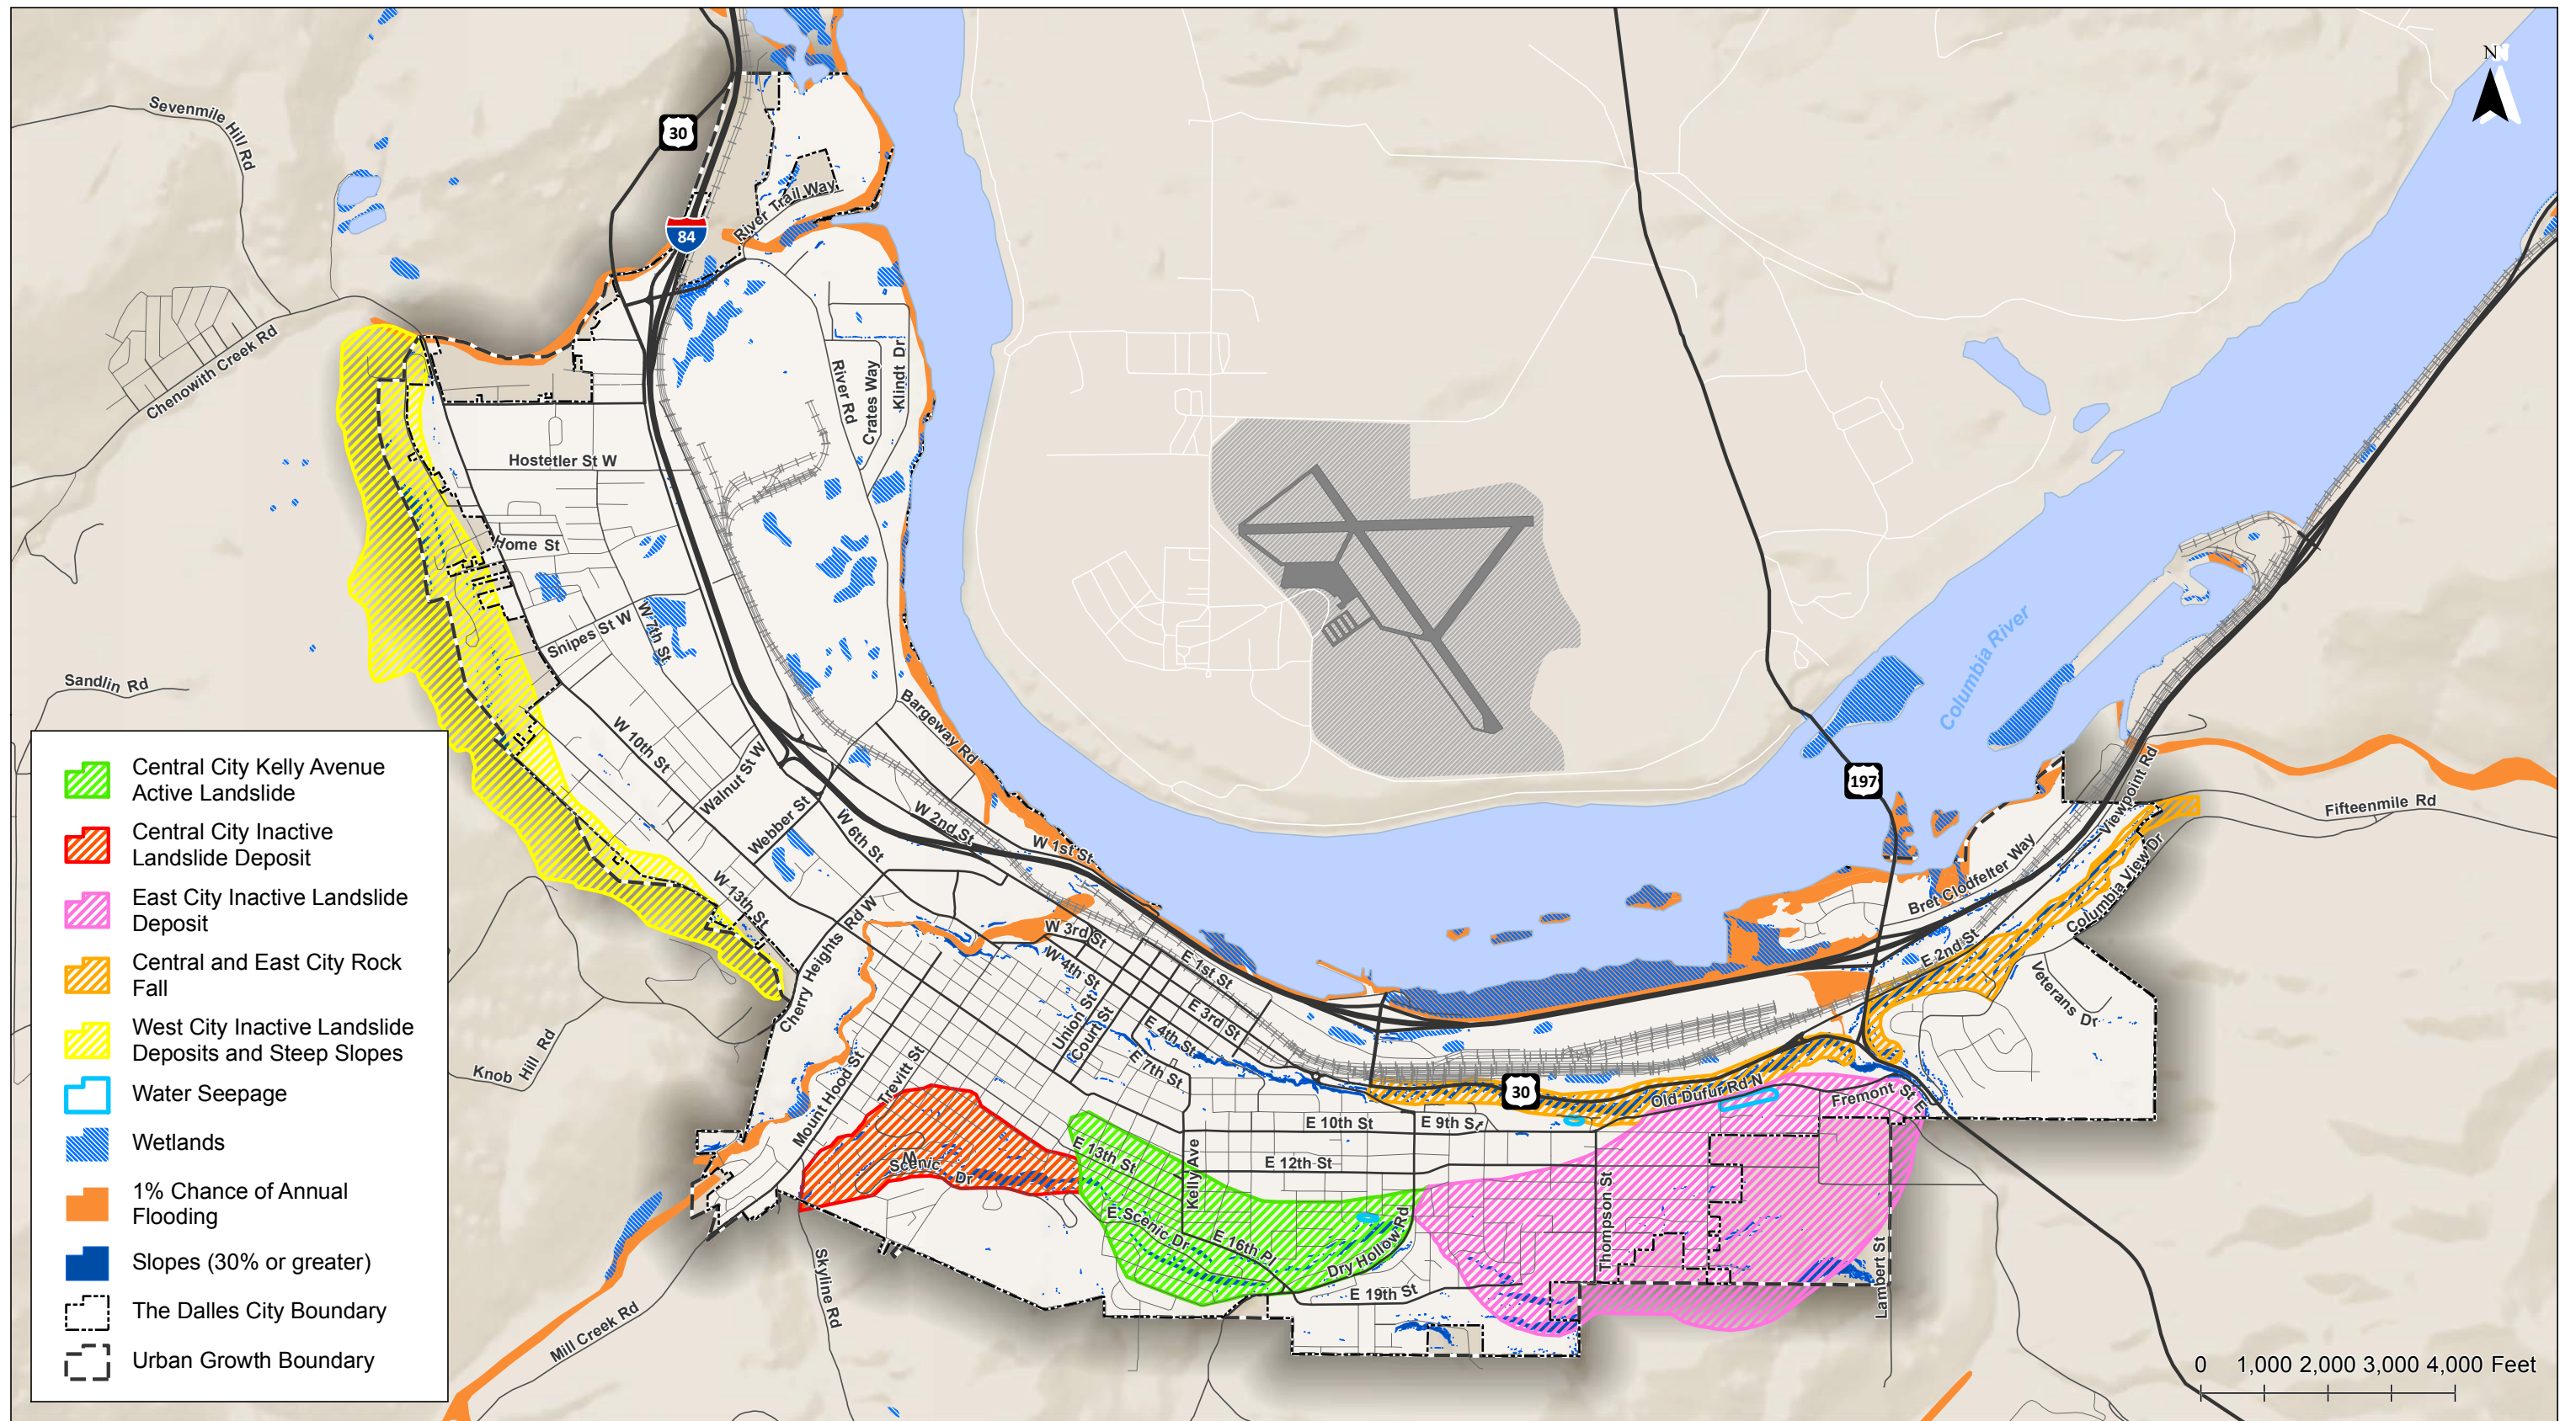 N
Sevenmile Hill Rd
30
84
River Trail Way
Chenowith Creek Rd
River Rd
Crates Way
Klindt Dr
Hostetler St W
Home St
Snipes St W
W 7th St
Sandlin Rd
Bargeway Rd
Columbia River
W 10th St
Walnut St W
Webber St
W 6th St
W 2nd St
W 1st St
197
Viewpoint Rd
Fifteenmile Rd
Bret Clodfelter Way
Columbia View Dr
W 13th St
Cherry Heights Rd W
W 3rd St
W 4th St
E 1st St
E 2nd St
Veterans Dr
Union St
Court St
E 3rd St
E 4th St
E 7th St
Knob Hill Rd
Mount Hood St
Trevitt St
30
Old Dufur Rd N
Fremont St E
E 10th St
E 9th St
E 13th St
Kelly Ave
E 12th St
W Scenic Dr
E Scenic Dr
E 16th Pl
Dry Hollow Rd
Thompson St
E 19th St
Lambert St
Skyline Rd
Mill Creek Rd
Central City Kelly Avenue
Active Landslide
Central City Inactive
Landslide Deposit
East City Inactive Landslide
Deposit
Central and East City Rock
Fall
West City Inactive Landslide
Deposits and Steep Slopes
Water Seepage
Wetlands
1% Chance of Annual
Flooding
Slopes (30% or greater)
The Dalles City Boundary
Urban Growth Boundary
0 1,000 2,000 3,000 4,000 Feet